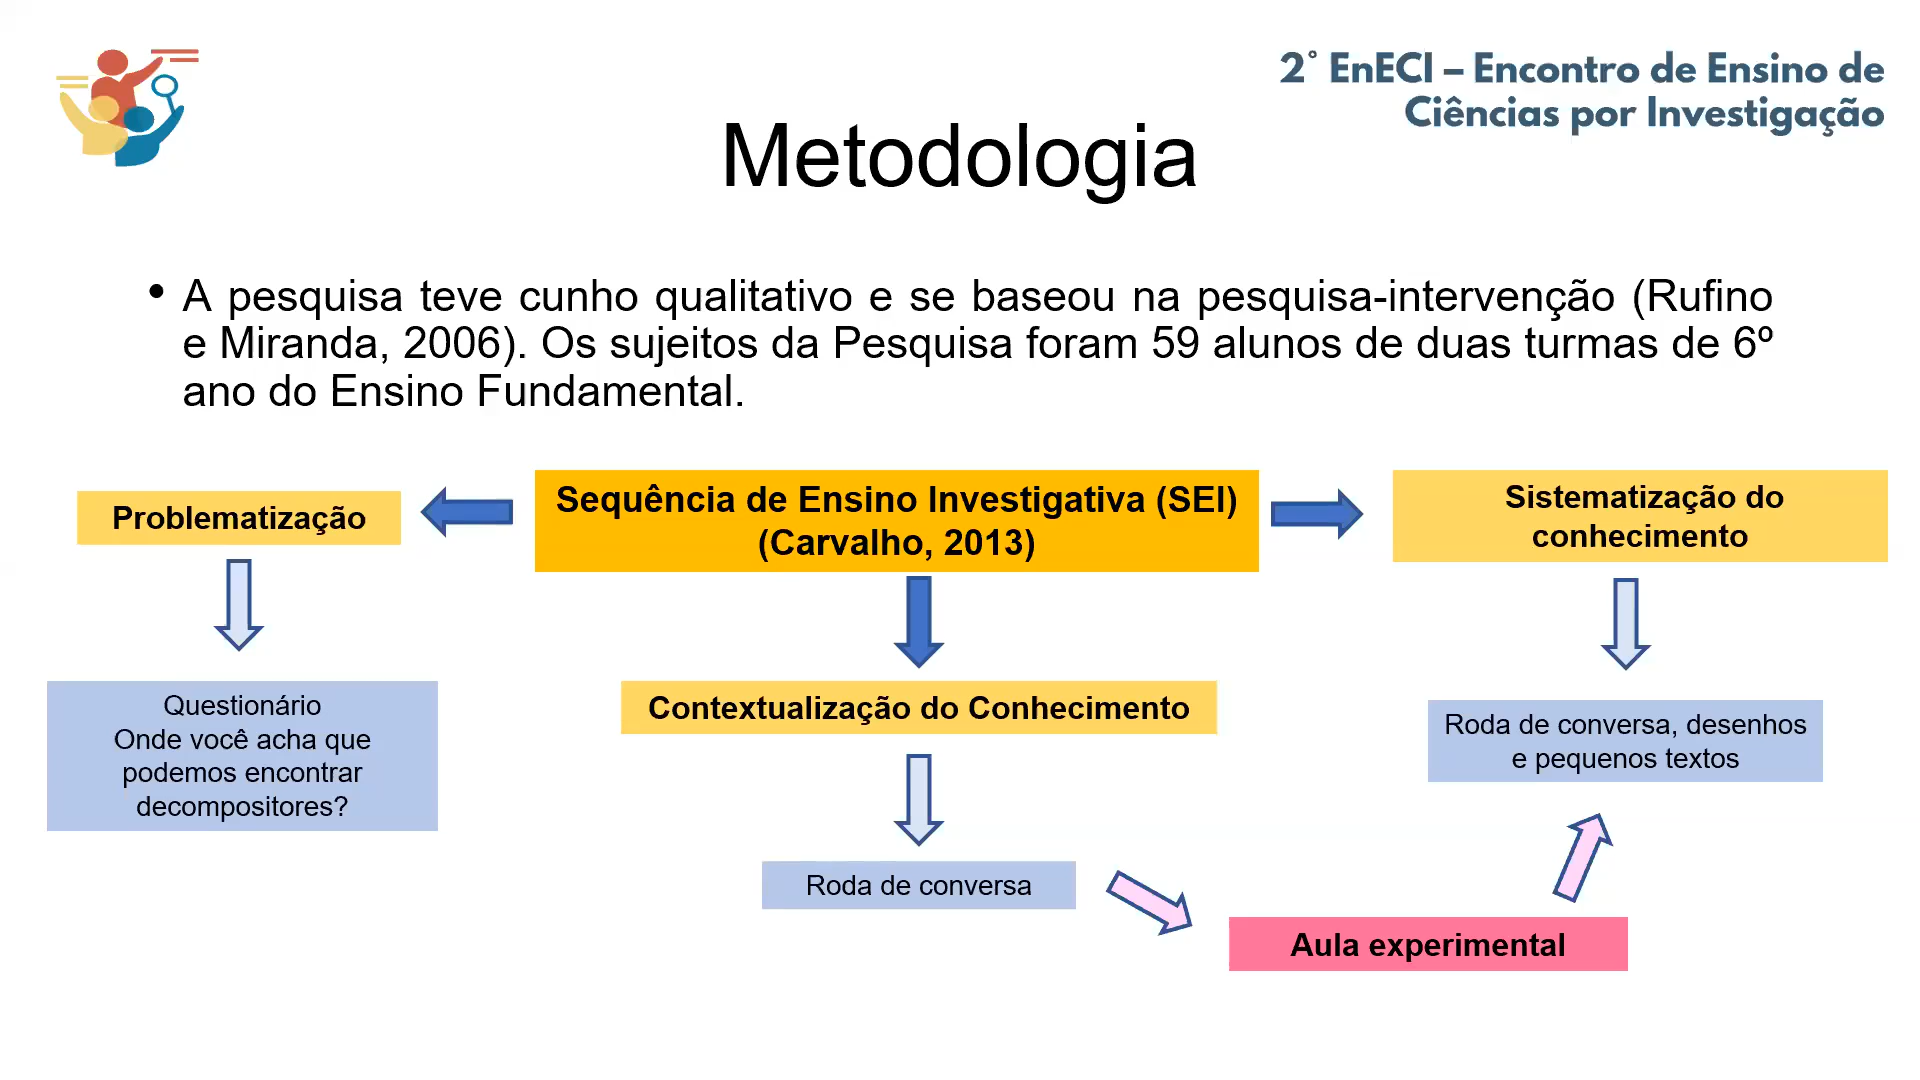 2° EnECI – Encontro de Ensino de
Ciências por Investigação
Metodologia
• A pesquisa teve cunho qualitativo e se baseou na pesquisa-intervenção (Rufino
e Miranda, 2006). Os sujeitos da Pesquisa foram 59 alunos de duas turmas de 6º
ano do Ensino Fundamental.
Problematização
Sequência de Ensino Investigativa (SEI)
(Carvalho, 2013)
Sistematização do
conhecimento
Questionário
Onde você acha que
podemos encontrar
decompositores?
Contextualização do Conhecimento
Roda de conversa, desenhos
e pequenos textos
Roda de conversa
Aula experimental